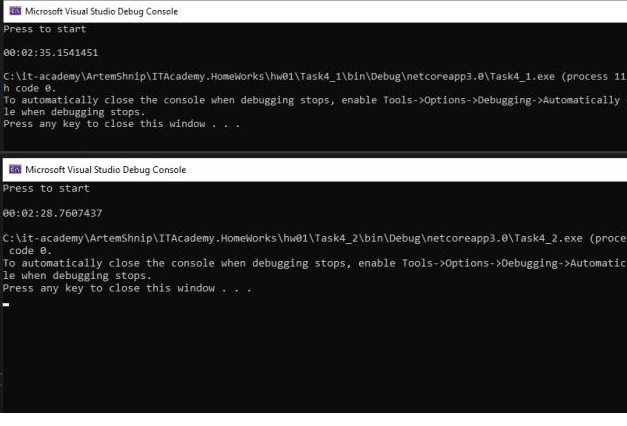 Microsoft Visual Studio Debug Console
Press to start
00:02:35.1541451
C:\it-academy\ArtemShnip\ITAcademy.HomeWorks\hw01\Task4_1\bin\Debug\netcoreapp3.0\Task4_1.exe (process 11
h code 0.
To automatically close the console when debugging stops, enable Tools->Options->Debugging->Automatically
le when debugging stops.
Press any key to close this window . . .
Microsoft Visual Studio Debug Console
Press to start
00:02:28.7607437
C:\it-academy\ArtemShnip\ITAcademy.HomeWorks\hw01\Task4_2\bin\Debug\netcoreapp3.0\Task4_2.exe (proce
code 0.
To automatically close the console when debugging stops, enable Tools->Options->Debugging->Automatic
le when debugging stops.
Press any key to close this window . . .